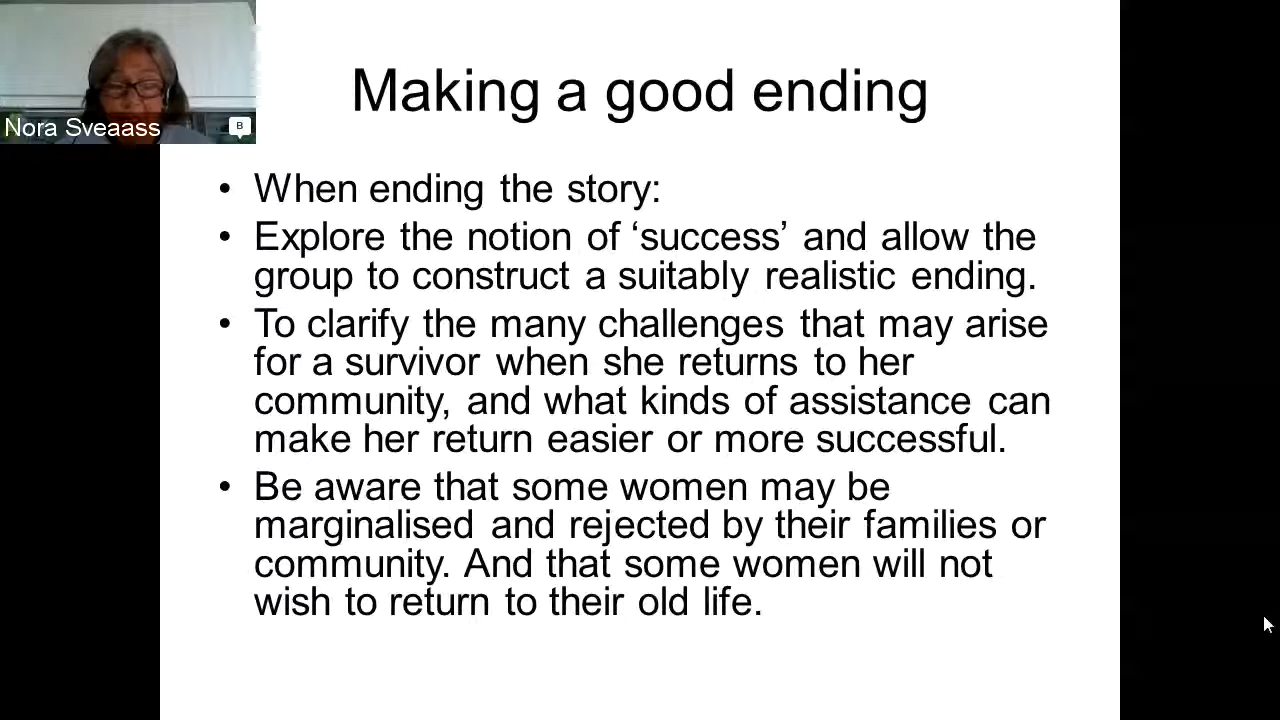 Making a good ending
Nora Sveaass
B
• When ending the story:
• Explore the notion of ‘success’ and allow the
group to construct a suitably realistic ending.
• To clarify the many challenges that may arise
for a survivor when she returns to her
community, and what kinds of assistance can
make her return easier or more successful.
• Be aware that some women may be
marginalised and rejected by their families or
community. And that some women will not
wish to return to their old life.